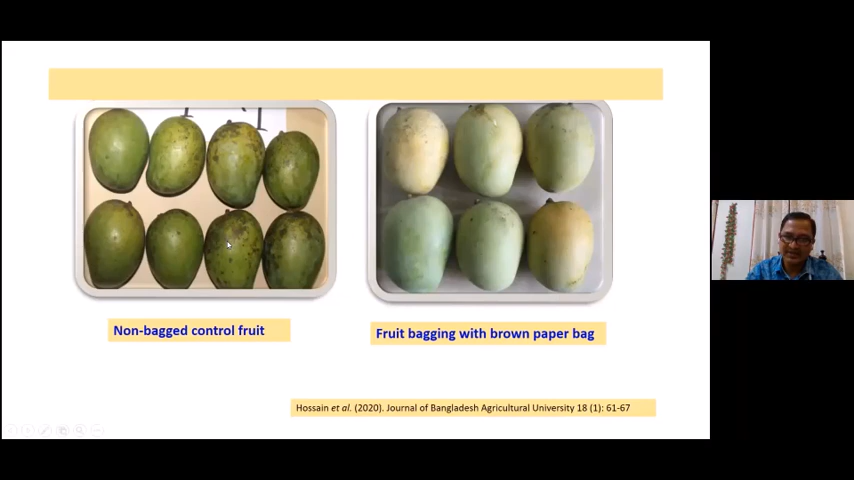 Non-bagged control fruit
Fruit bagging with brown paper bag
Hossain et al. (2020). Journal of Bangladesh Agricultural University 18 (1): 61-67